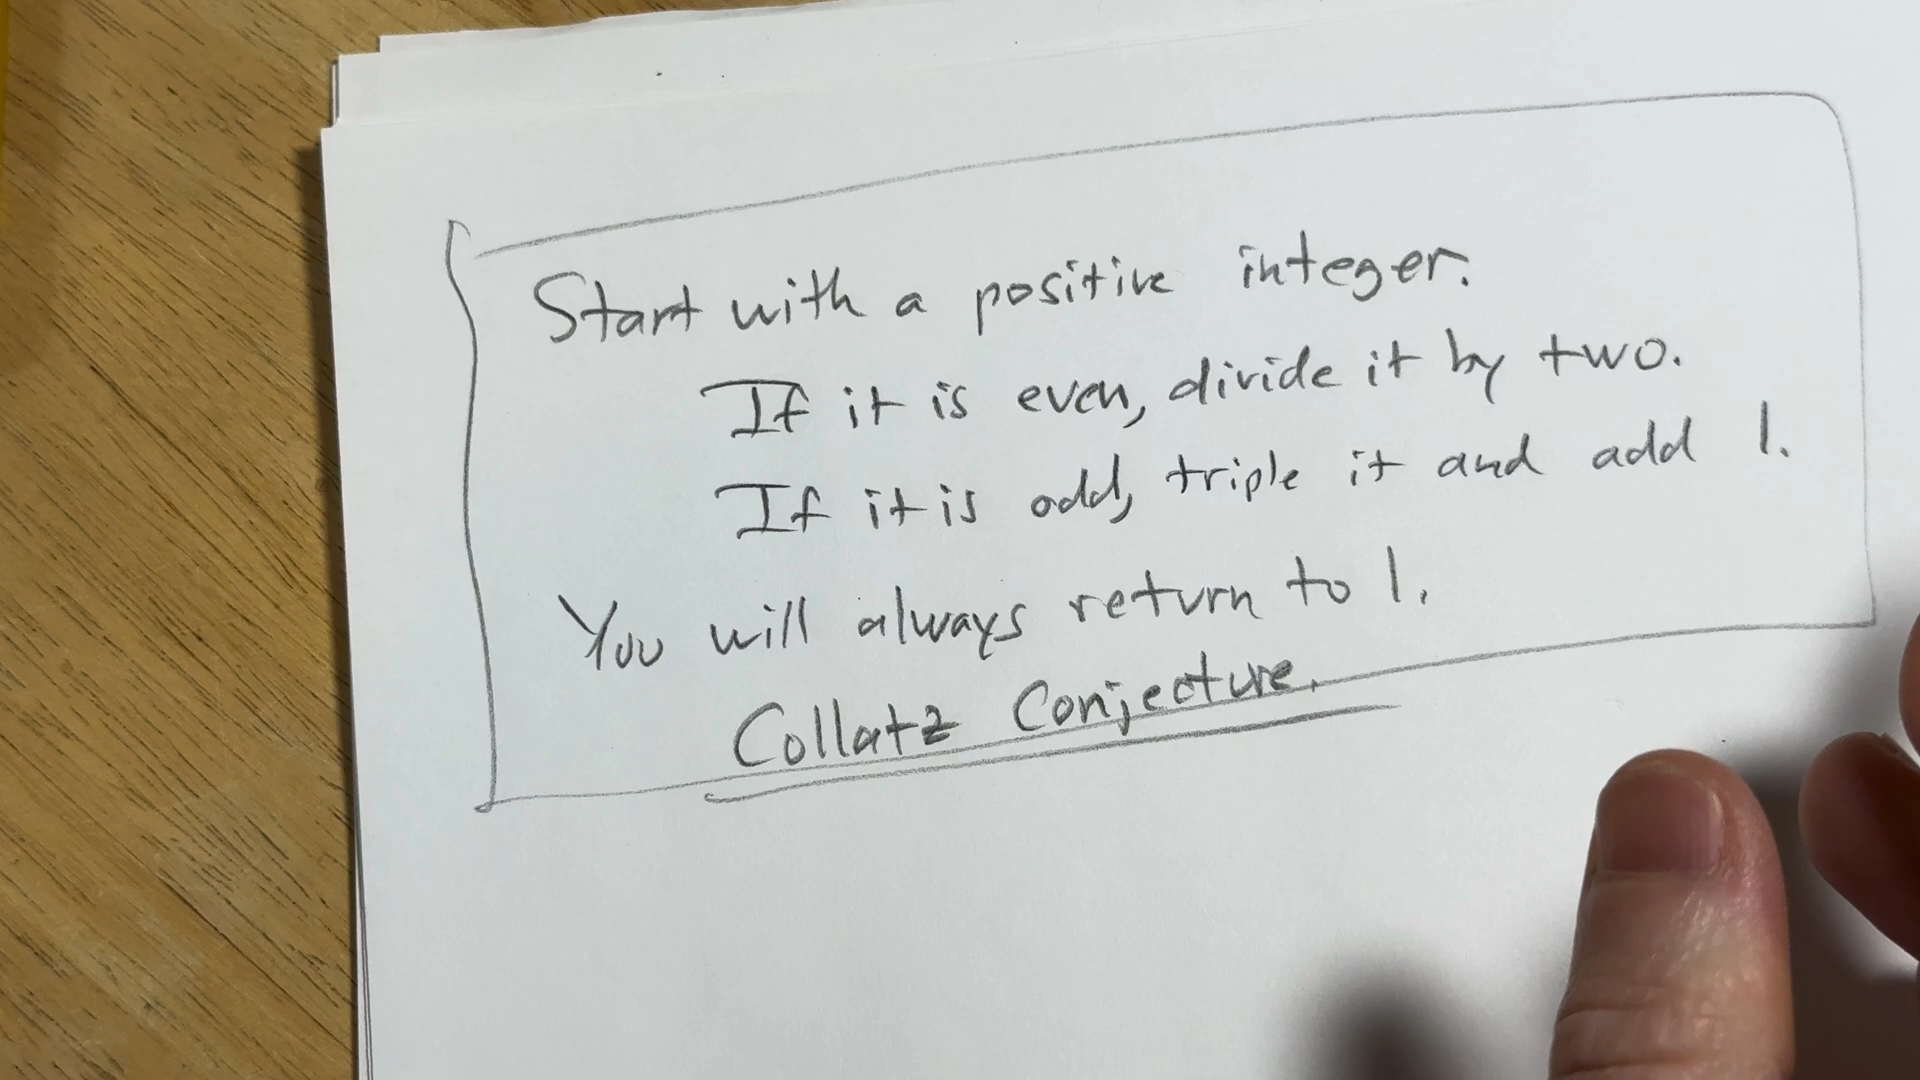 Start with a positive integer.
If it is even, divide it by two.
If it is odd, triple it and add 1.
You will always return to 1.
Collatz Conjecture.